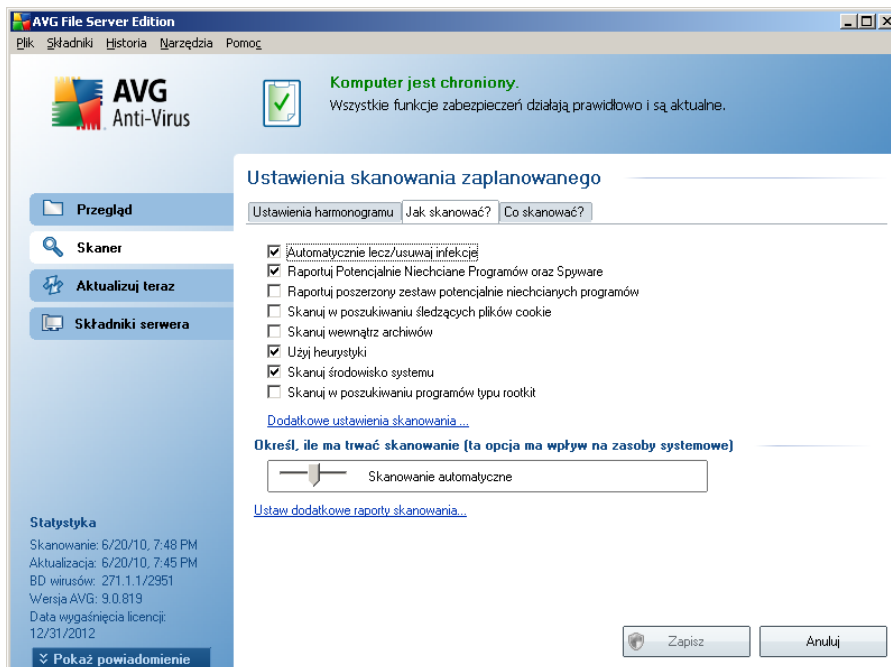 AVG File Server Edition
Plik Składniki Historia Narzędzia Pomoc
AVG
Anti-Virus
Komputer jest chroniony.
Wszystkie funkcje zabezpieczeń działają prawidłowo i są aktualne.
Przegląd
Skaner
Aktualizuj teraz
Składniki serwera
Ustawienia skanowania zaplanowanego
Ustawienia harmonogramu Jak skanować? Co skanować?
Automatycznie lecz/usuwaj infekcje
Raportuj Potencjalnie Niechciane Programów oraz Spyware
Raportuj poszerzony zestaw potencjalnie niechcianych programów
Skanuj w poszukiwaniu śledzących plików cookie
Skanuj wewnątrz archiwów
Użyj heurystyki
Skanuj środowisko systemu
Skanuj w poszukiwaniu programów typu rootkit
Dodatkowe ustawienia skanowania ...
Określ, ile ma trwać skanowanie (ta opcja ma wpływ na zasoby systemowe)
Skanowanie automatyczne
Ustaw dodatkowe raporty skanowania...
Statystyka
Skanowanie: 6/20/10, 7:48 PM
Aktualizacja: 6/20/10, 7:45 PM
BD wirusów: 271.1.1/2951
Wersja AVG: 9.0.819
Data wygaśnięcia licencji:
12/31/2012
Pokaż powiadomienie
Zapisz
Anuluj